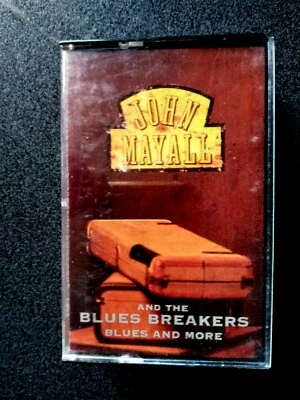 JOHN
MAYALL
AND THE
BLUES BREAKERS
BLUES AND MORE